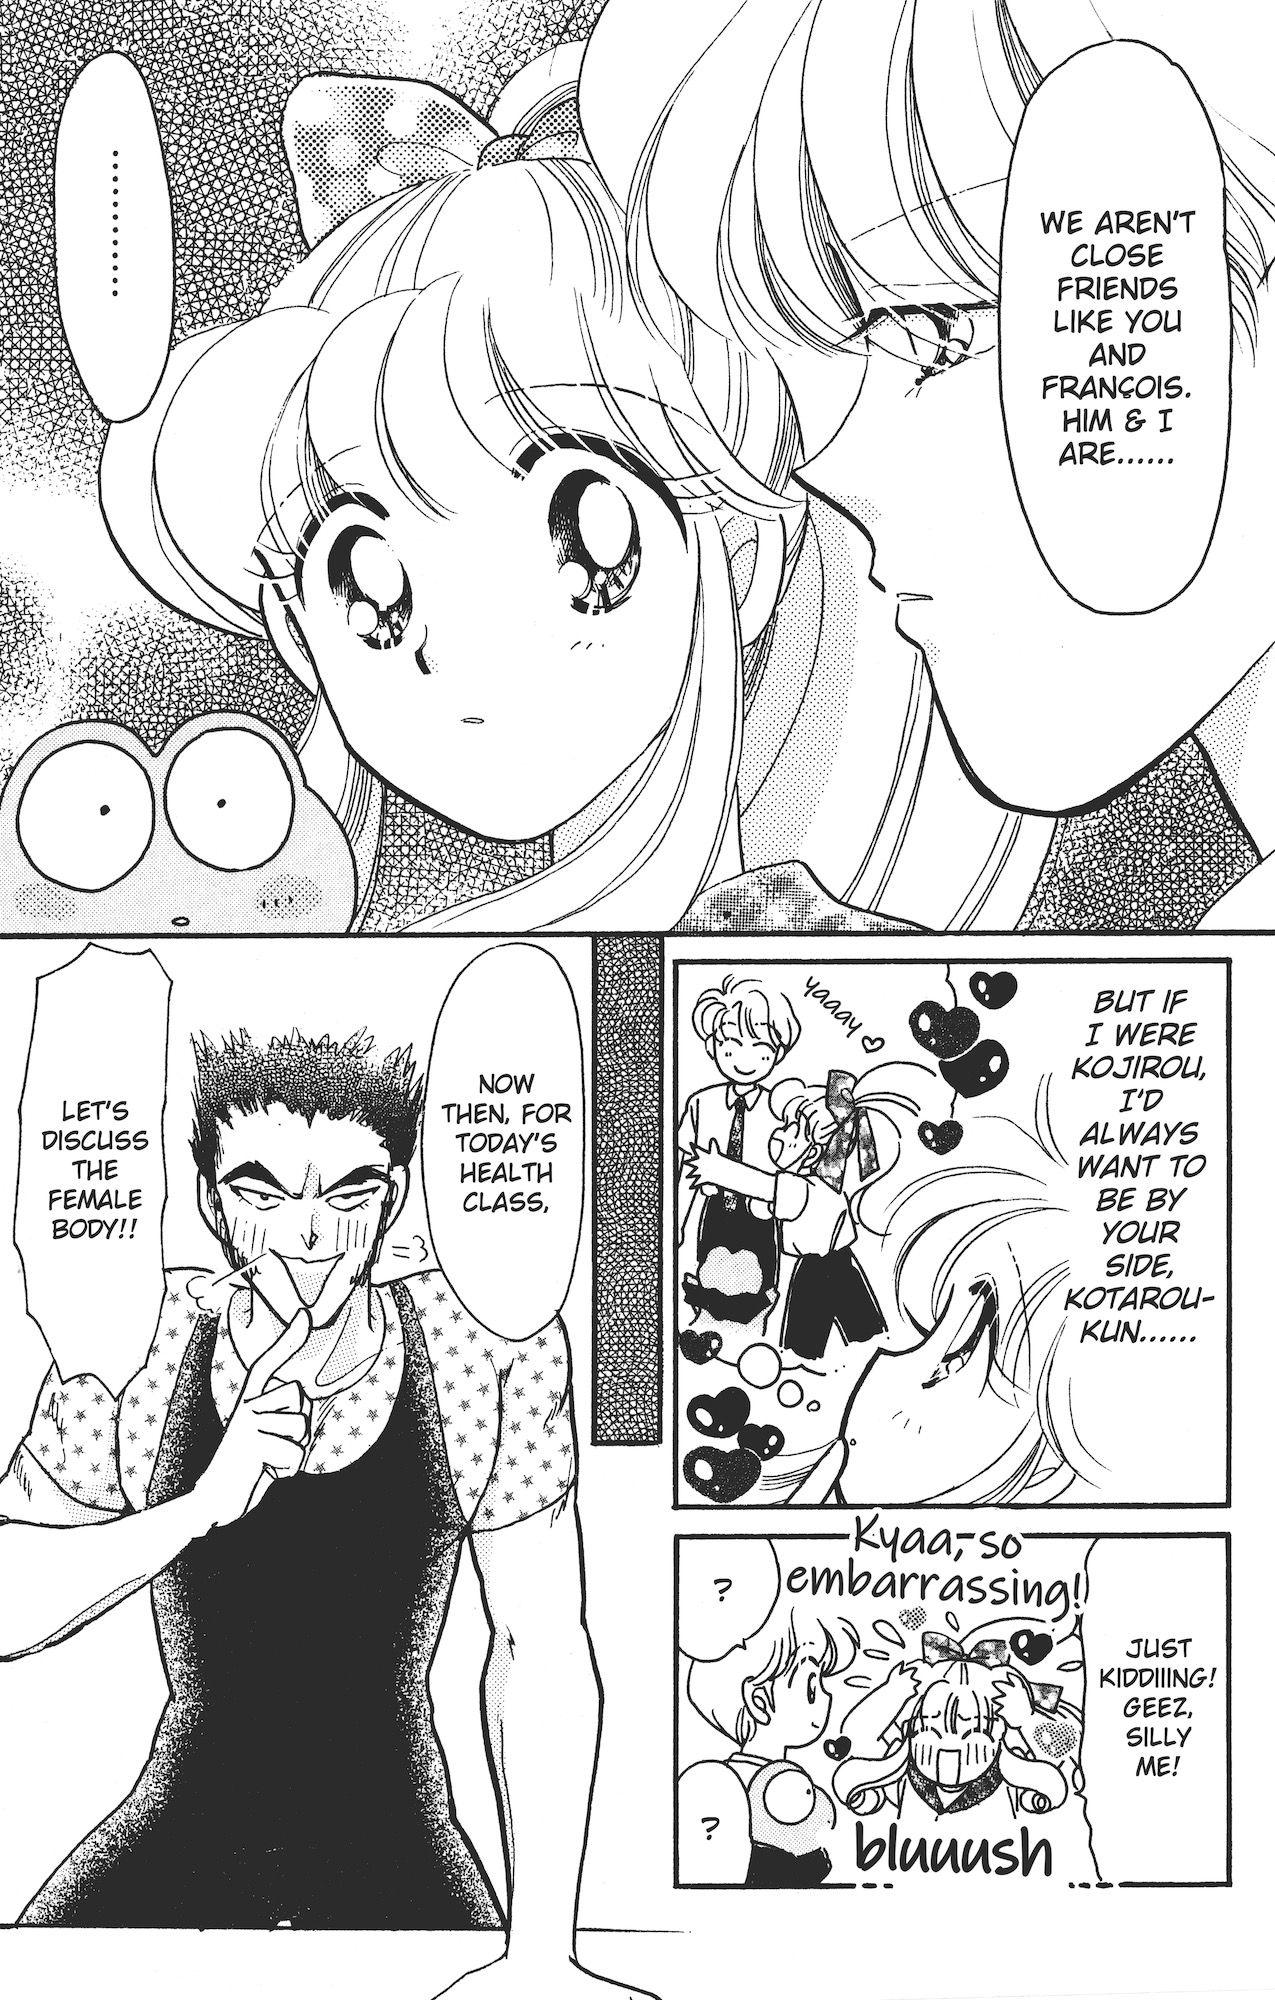 WE AREN'T
CLOSE
FRIENDS
LIKE YOU
AND
FRANÇOIS.
HIM & I
ARE......
............
BUT IF
I WERE
KOJIROU,
I'D
ALWAYS
WANT TO
BE BY
YOUR
SIDE,
KOTAROU-
KUN......
yaaay ♡
JUST
KIDDIIING!
GEEZ,
SILLY
ME!
Kyaa, so
embarrassing!
bluuush
?
?
NOW
THEN, FOR
TODAY'S
HEALTH
CLASS,
LET'S
DISCUSS
THE
FEMALE
BODY!!